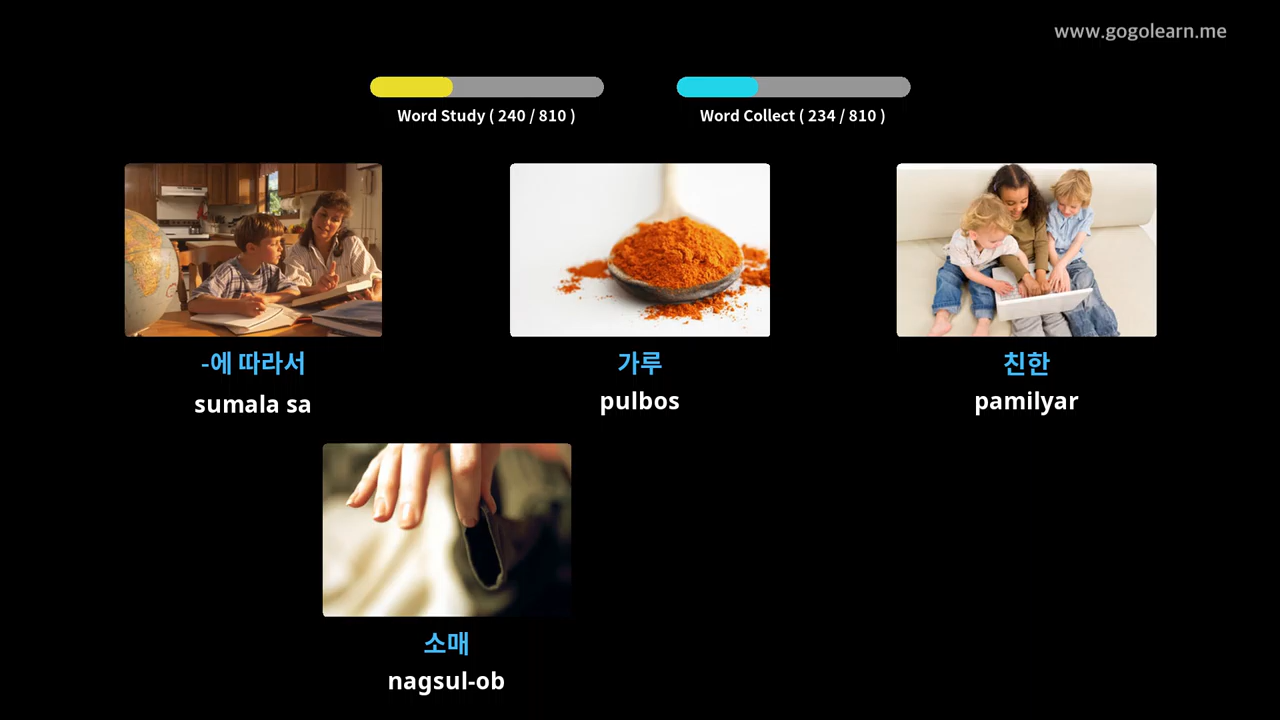 www.gogolearn.me
Word Study ( 240 / 810 )
Word Collect ( 234 / 810 )
-에 따라서
sumala sa
가루
pulbos
친한
pamilyar
소매
nagsul-ob